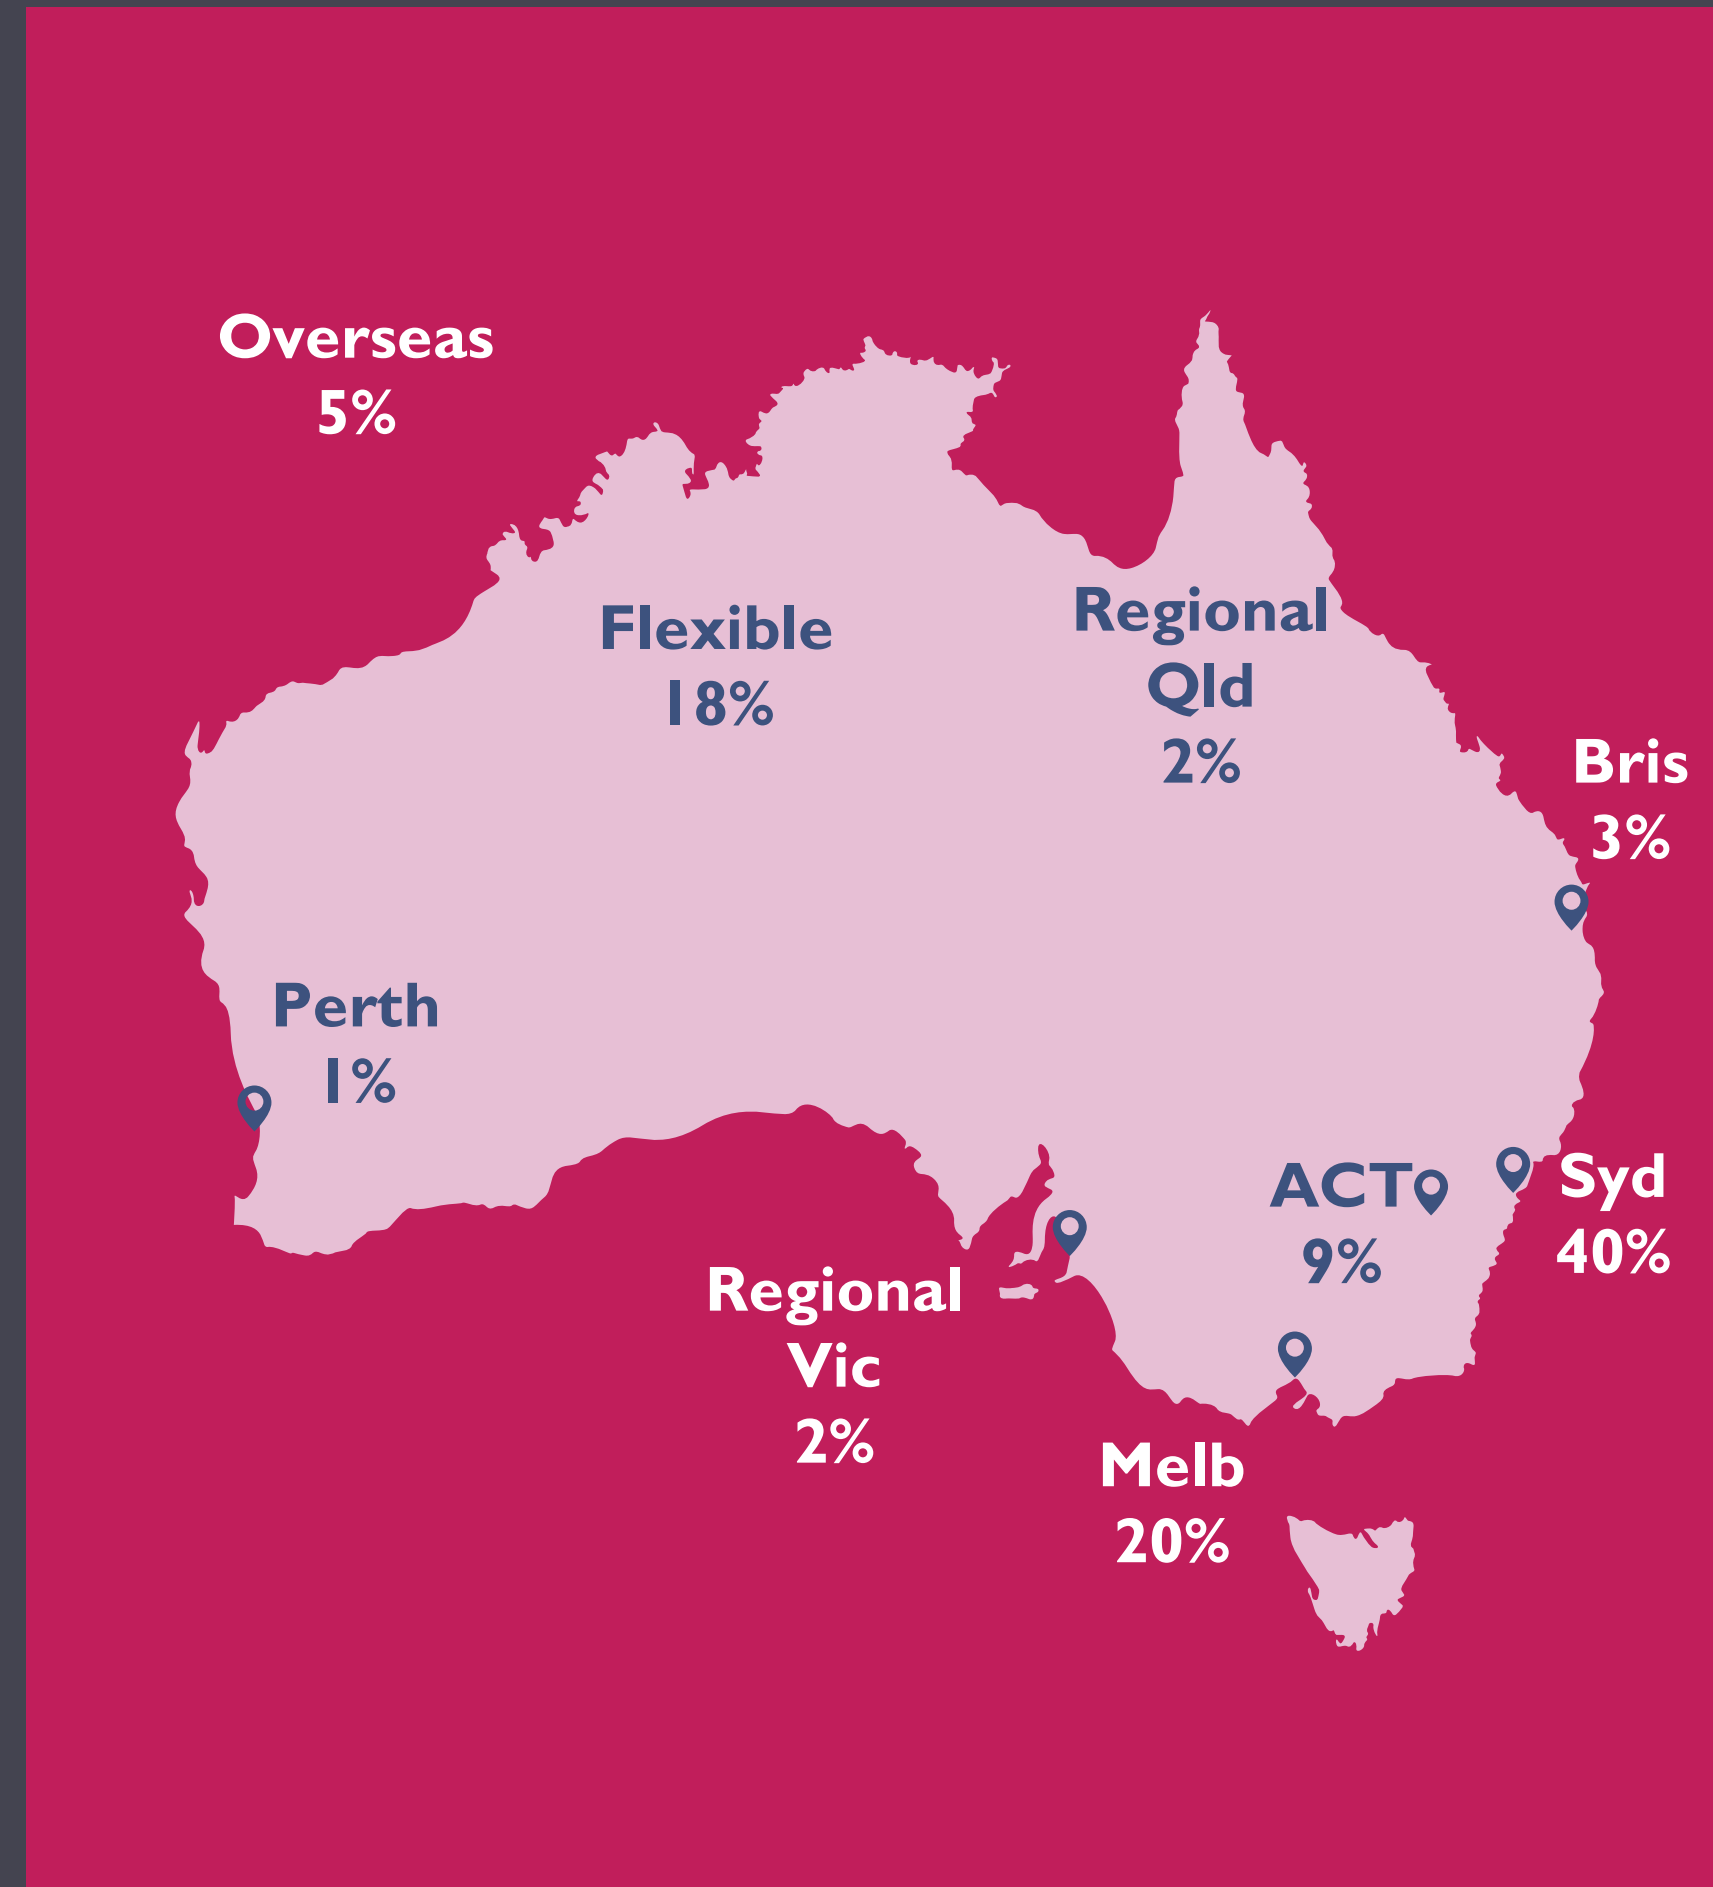 Overseas
5%
Flexible
18%
Regional
Qld
2%
Bris
3%
Perth
1%
ACT
9%
Syd
40%
Regional
Vic
2%
Melb
20%